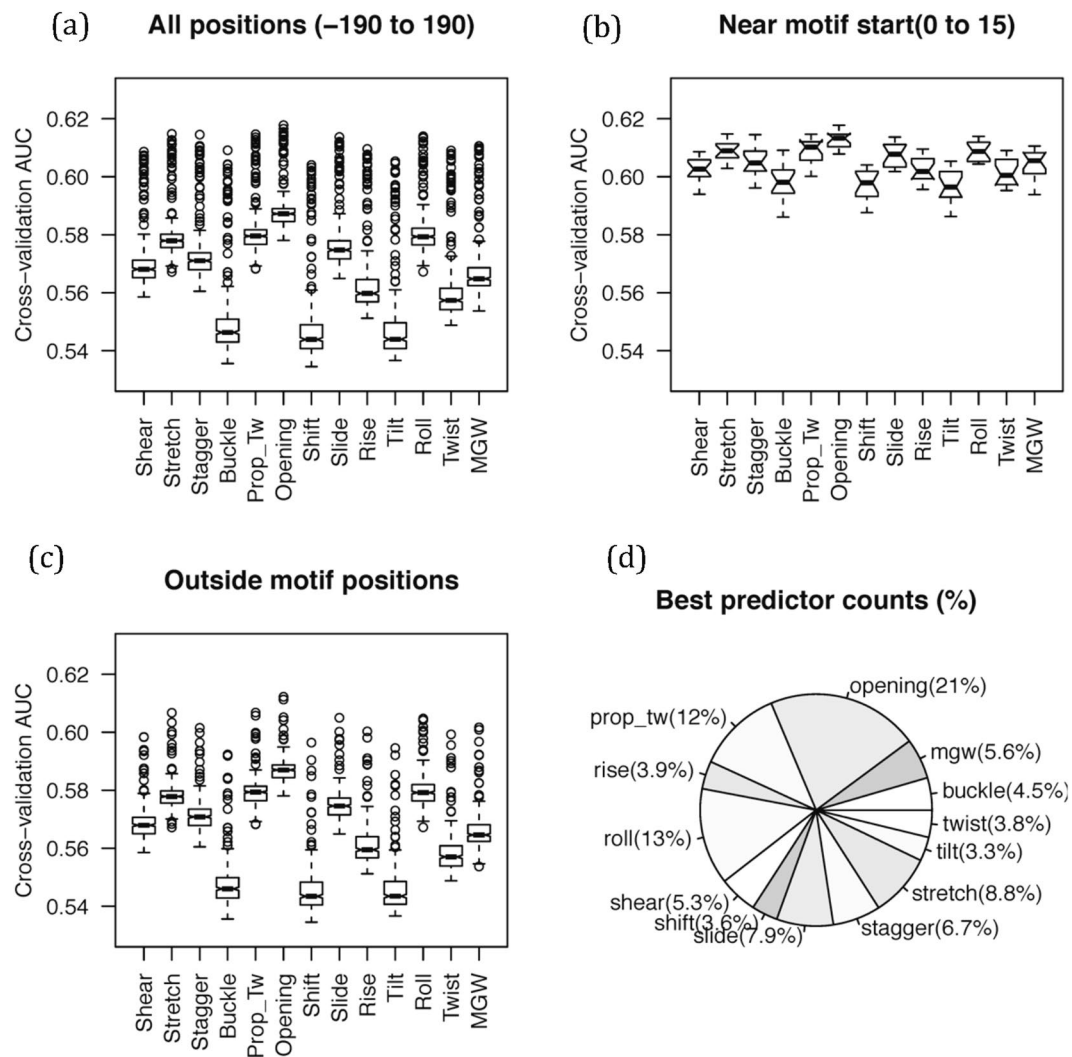 (a)
All positions (−190 to 190)
Cross−validation AUC
0.62
0.60
0.58
0.56
0.54
Shear
Stretch
Stagger
Buckle
Prop_Tw
Opening
Shift
Slide
Rise
Tilt
Roll
Twist
MGW
(b)
Near motif start(0 to 15)
Cross−validation AUC
0.62
0.60
0.58
0.56
0.54
Shear
Stretch
Stagger
Buckle
Prop_Tw
Opening
Shift
Slide
Rise
Tilt
Roll
Twist
MGW
(c)
Outside motif positions
Cross−validation AUC
0.62
0.60
0.58
0.56
0.54
Shear
Stretch
Stagger
Buckle
Prop_Tw
Opening
Shift
Slide
Rise
Tilt
Roll
Twist
MGW
(d)
Best predictor counts (%)
opening(21%)
prop_tw(12%)
mgw(5.6%)
rise(3.9%)
buckle(4.5%)
twist(3.8%)
roll(13%)
tilt(3.3%)
stretch(8.8%)
shear(5.3%)
shift(3.6%)
slide(7.9%)
stagger(6.7%)